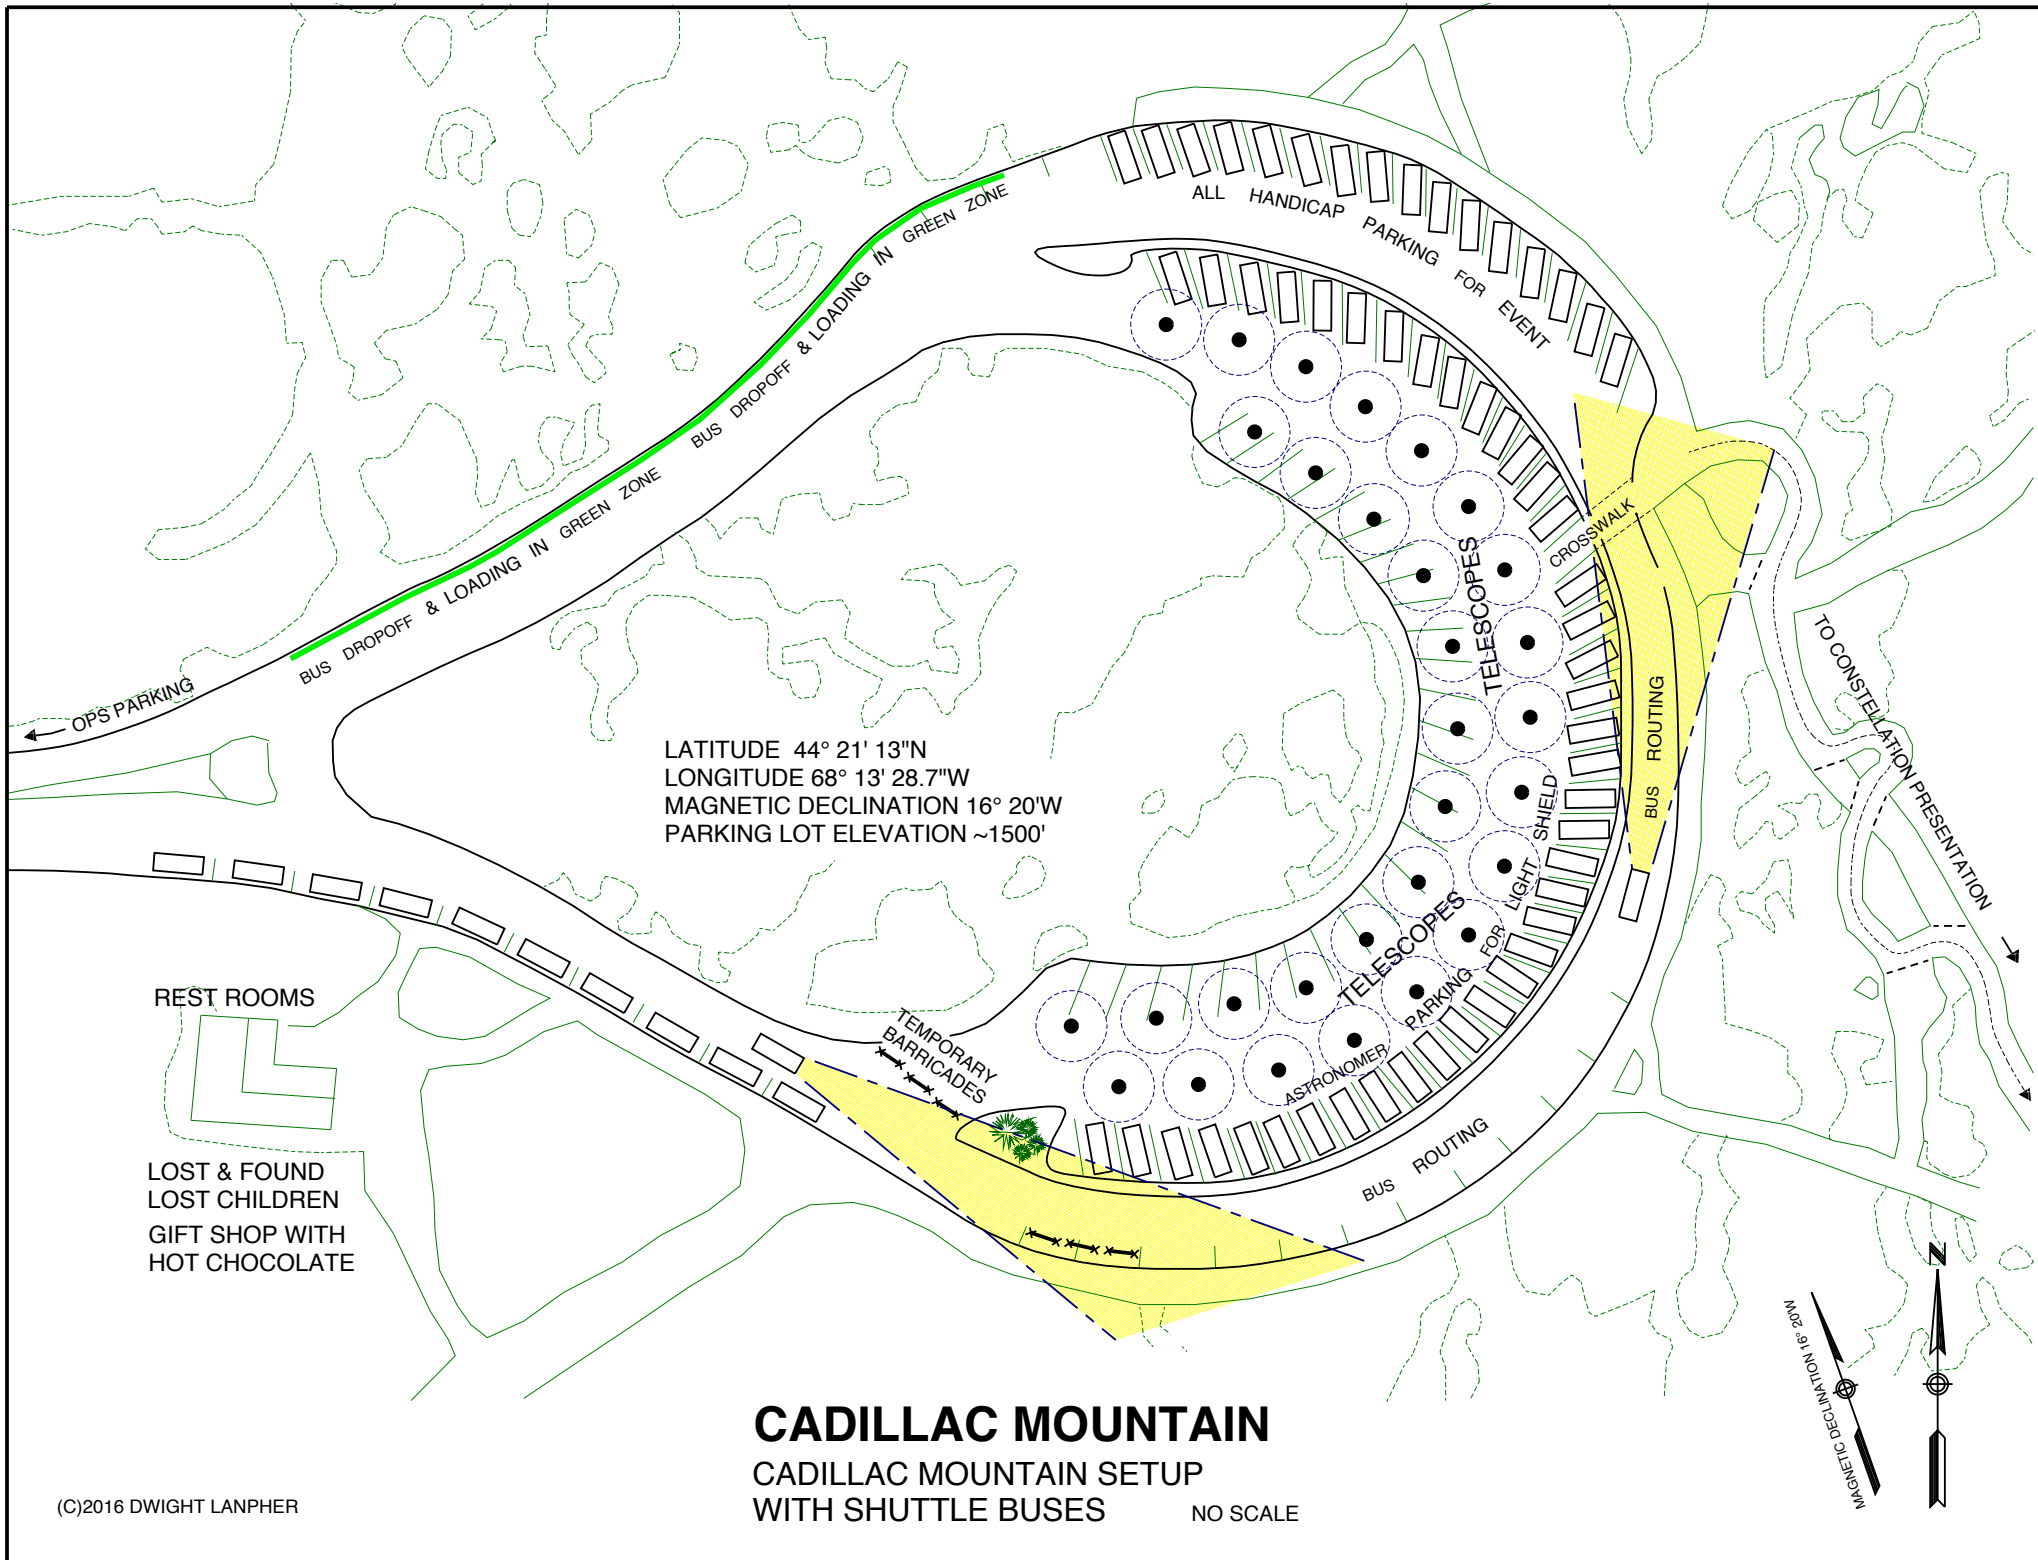 ALL HANDICAP PARKING FOR EVENT
BUS DROPOFF & LOADING IN GREEN ZONE
BUS DROPOFF & LOADING IN GREEN ZONE
OPS PARKING
CROSSWALK
TELESCOPES
TO CONSTELLATION PRESENTATION
BUS ROUTING
LATITUDE 44° 21' 13"N
LONGITUDE 68° 13' 28.7"W
MAGNETIC DECLINATION 16° 20'W
PARKING LOT ELEVATION ~1500'
TELESCOPES
ASTRONOMER PARKING FOR LIGHT SHIELD
REST ROOMS
TEMPORARY
BARRICADES
BUS ROUTING
LOST & FOUND
LOST CHILDREN
GIFT SHOP WITH
HOT CHOCOLATE
N
MAGNETIC DECLINATION 16° 20'W
CADILLAC MOUNTAIN
CADILLAC MOUNTAIN SETUP
WITH SHUTTLE BUSES
NO SCALE
(C)2016 DWIGHT LANPHER